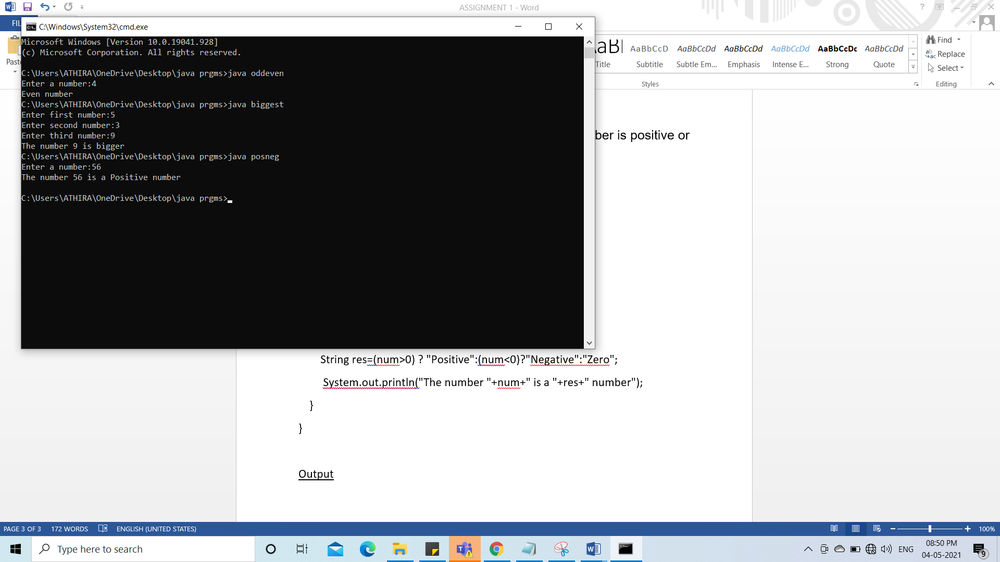 ASSIGNMENT 1 - Word
FIL
C:\Windows\System32\cmd.exe
Microsoft Windows [Version 10.0.19041.928]
(c) Microsoft Corporation. All rights reserved.
C:\Users\ATHIRA\OneDrive\Desktop\java prgms>java oddeven
Enter a number:4
Even number
C:\Users\ATHIRA\OneDrive\Desktop\java prgms>java biggest
Enter first number:5
Enter second number:3
Enter third number:9
The number 9 is bigger
C:\Users\ATHIRA\OneDrive\Desktop\java prgms>java posneg
Enter a number:56
The number 56 is a Positive number
C:\Users\ATHIRA\OneDrive\Desktop\java prgms>
Paste
AaBl AaBbCcD AaBbCcDd AaBbCcDd AaBbCcDd AaBbCcDc AaBbCcDd
Title Subtitle Subtle Em... Emphasis Intense E... Strong Quote
Styles
Find
Replace
Select
Editing
ber is positive or
String res=(num>0) ? "Positive":(num<0)?"Negative":"Zero";
System.out.println("The number "+num+" is a "+res+" number");
}
}
Output
PAGE 3 OF 3 172 WORDS ENGLISH (UNITED STATES) 100%
Type here to search
ENG
08:50 PM
04-05-2021
9